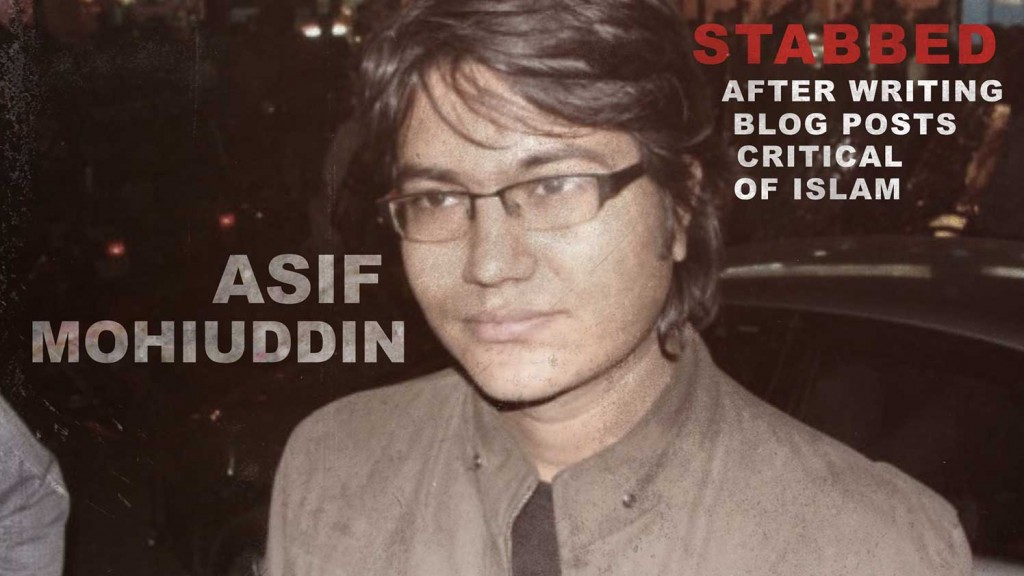 STABBED
AFTER WRITING
BLOG POSTS
CRITICAL
OF ISLAM
ASIF
MOHIUDDIN